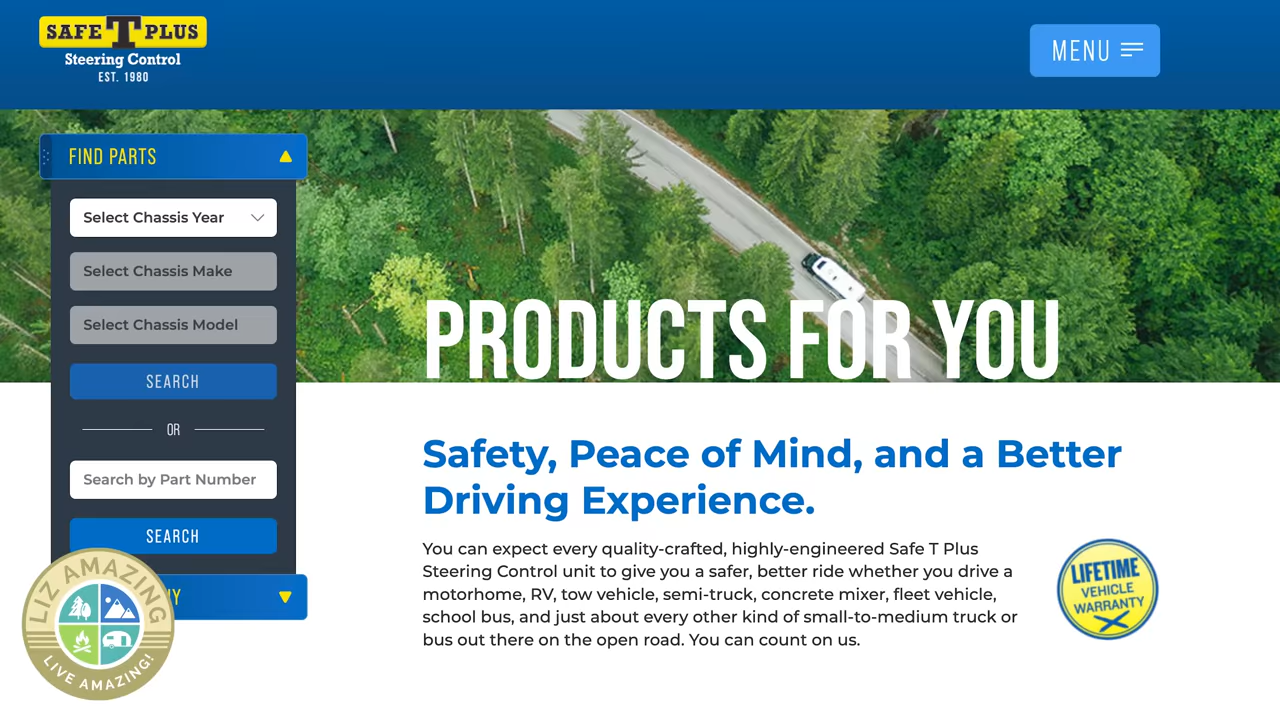 SAFE T PLUS
Steering Control
EST. 1980
MENU
FIND PARTS
Select Chassis Year
Select Chassis Make
Select Chassis Model
SEARCH
OR
Search by Part Number
SEARCH
LIZ AMAZING
LIVE AMAZING!
PRODUCTS FOR YOU
Safety, Peace of Mind, and a Better
Driving Experience.
You can expect every quality-crafted, highly-engineered Safe T Plus
Steering Control unit to give you a safer, better ride whether you drive a
motorhome, RV, tow vehicle, semi-truck, concrete mixer, fleet vehicle,
school bus, and just about every other kind of small-to-medium truck or
bus out there on the open road. You can count on us.
LIFETIME
VEHICLE
WARRANTY